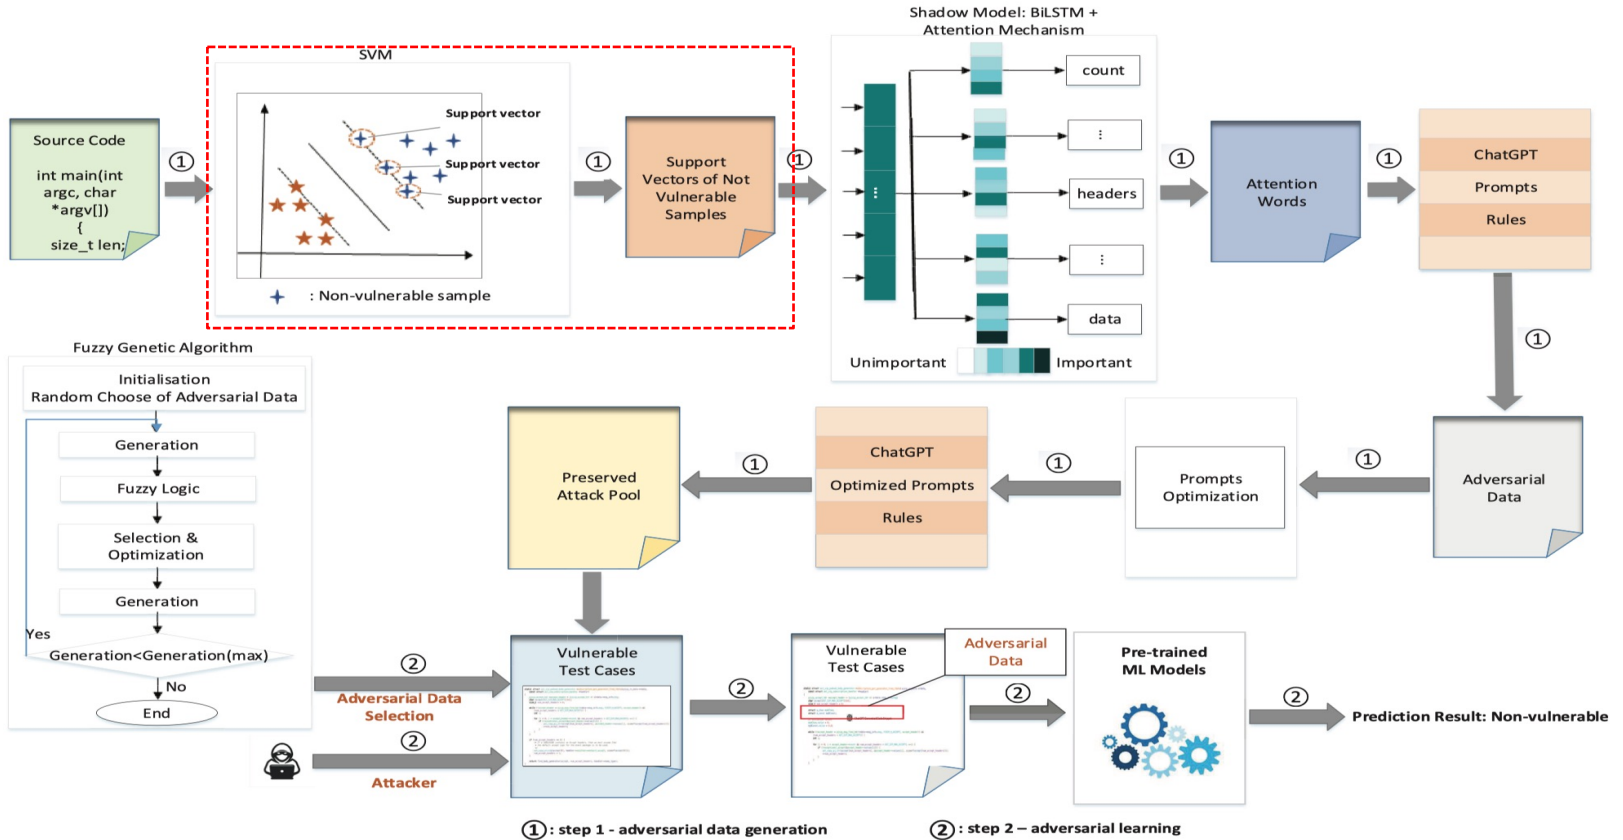 Shadow Model: BiLSTM +
Attention Mechanism
SVM
Source Code
int main(int
argc, char
*argv[])
{
size_t len;
①
Support vector
Support vector
Support vector
: Non-vulnerable sample
①
Support
Vectors of Not
Vulnerable
Samples
①
...
count
...
headers
...
data
Unimportant
Important
①
Attention
Words
①
ChatGPT
Prompts
Rules
①
Adversarial
Data
①
Prompts
Optimization
①
ChatGPT
Optimized Prompts
Rules
①
Preserved
Attack Pool
Fuzzy Genetic Algorithm
Initialisation
Random Choose of Adversarial Data
Generation
Fuzzy Logic
Selection &
Optimization
Generation
Yes
Generation<Generation(max)
No
End
②
Adversarial Data
Selection
②
Attacker
Vulnerable
Test Cases
②
Vulnerable
Test Cases
Adversarial
Data
②
Pre-trained
ML Models
②
Prediction Result: Non-vulnerable
①: step 1 - adversarial data generation
②: step 2 – adversarial learning